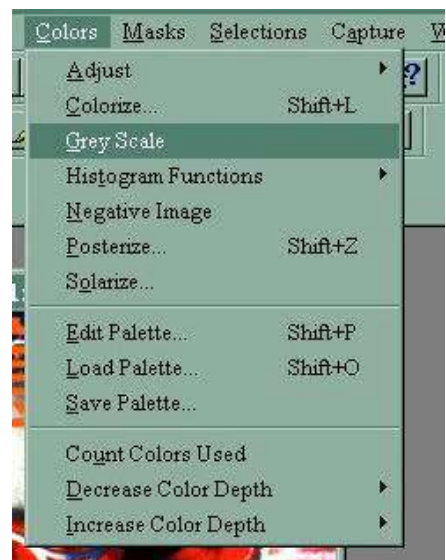 Colors Masks Selections Capture W
Adjust
?
Colorize... Shift+L
Grey Scale
Histogram Functions
Negative Image
Posterize... Shift+Z
Solarize...
Edit Palette... Shift+P
Load Palette... Shift+O
Save Palette...
Count Colors Used
Decrease Color Depth
Increase Color Depth